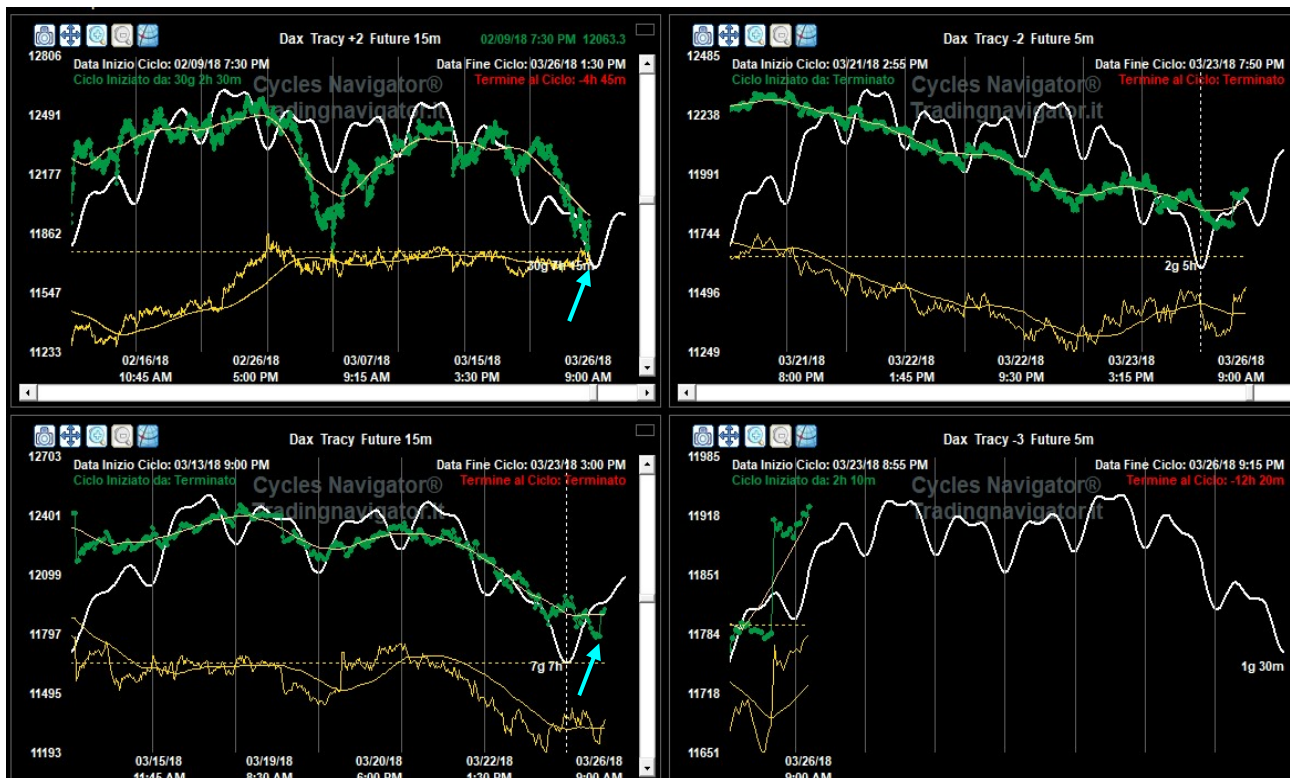 Dax Tracy +2 Future 15m
02/09/18 7:30 PM 12063.3
12806
Data Inizio Ciclo: 02/09/18 7:30 PM
Data Fine Ciclo: 03/26/18 1:30 PM
Ciclo Iniziato da: 30g 2h 30m
Termine al Ciclo: -4h 45m
Cycles Navigator®
Tradingnavigator.it
12491
12177
11862
30g 7h 15m
11547
11233
02/16/18
02/26/18
03/07/18
03/15/18
03/26/18
10:45 AM
5:00 PM
9:15 AM
3:30 PM
9:00 AM
Dax Tracy -2 Future 5m
12485
Data Inizio Ciclo: 03/21/18 2:55 PM
Data Fine Ciclo: 03/23/18 7:50 PM
Ciclo Iniziato da: Terminato
Termine al Ciclo: Terminato
Cycles Navigator®
Tradingnavigator.it
12238
11991
11744
2g 5h
11496
11249
03/21/18
03/22/18
03/22/18
03/23/18
03/26/18
8:00 PM
1:45 PM
9:30 PM
3:15 PM
9:00 AM
Dax Tracy Future 15m
12703
Data Inizio Ciclo: 03/13/18 9:00 PM
Data Fine Ciclo: 03/23/18 3:00 PM
Ciclo Iniziato da: Terminato
Termine al Ciclo: Terminato
Cycles Navigator®
Tradingnavigator.it
12401
12099
11797
7g 7h
11495
11193
03/15/18
03/19/18
03/20/18
03/22/18
03/26/18
11:45 AM
8:30 AM
6:00 PM
1:30 PM
9:00 AM
Dax Tracy -3 Future 5m
11985
Data Inizio Ciclo: 03/23/18 8:55 PM
Data Fine Ciclo: 03/26/18 9:15 PM
Ciclo Iniziato da: 2h 10m
Termine al Ciclo: -12h 20m
Cycles Navigator®
Tradingnavigator.it
11918
11851
11784
1g 30m
11718
11651
03/26/18
9:00 AM